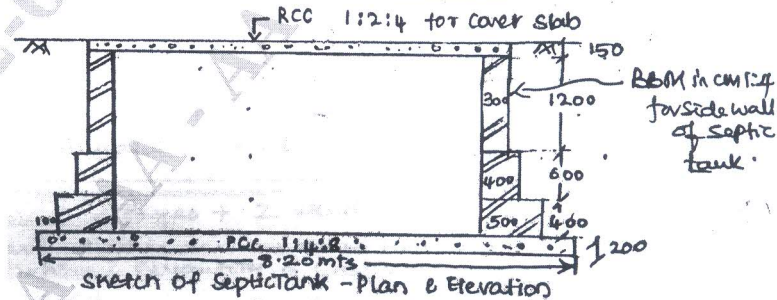 RCC 1:2:4 for cover slab
150
300
1200
BBM in cm 1:4
for side wall
of septic
tank.
400
600
100
500
400
PCC 1:4:8
200
8.20 mts
Sketch of Septic Tank - Plan & Elevation